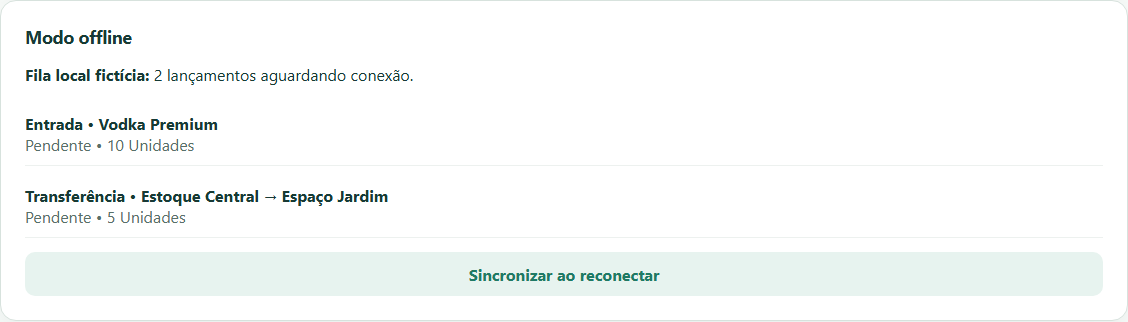 Modo offline
Fila local fictícia: 2 lançamentos aguardando conexão.
Entrada • Vodka Premium
Pendente • 10 Unidades
Transferência • Estoque Central → Espaço Jardim
Pendente • 5 Unidades
Sincronizar ao reconectar